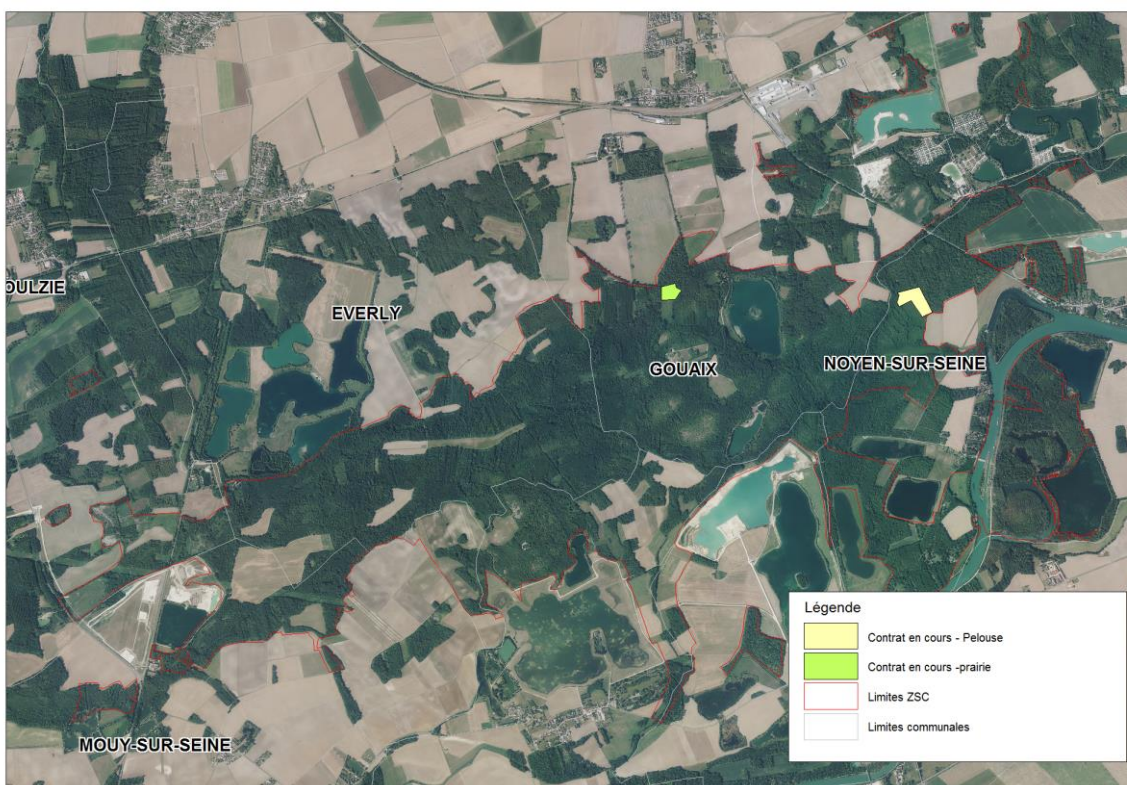 OULZIE
EVERLY
GOUAIX
NOYEN-SUR-SEINE
MOUY-SUR-SEINE
Légende
Contrat en cours - Pelouse
Contrat en cours -prairie
Limites ZSC
Limites communales